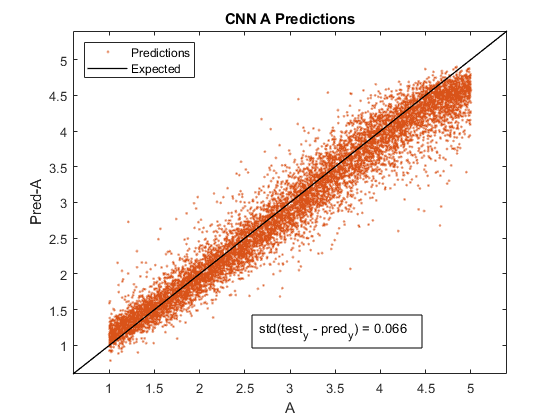 CNN A Predictions
Predictions
Expected
Pred-A
5
4.5
4
3.5
3
2.5
2
1.5
1
std(test_y - pred_y) = 0.066
1 1.5 2 2.5 3 3.5 4 4.5 5
A